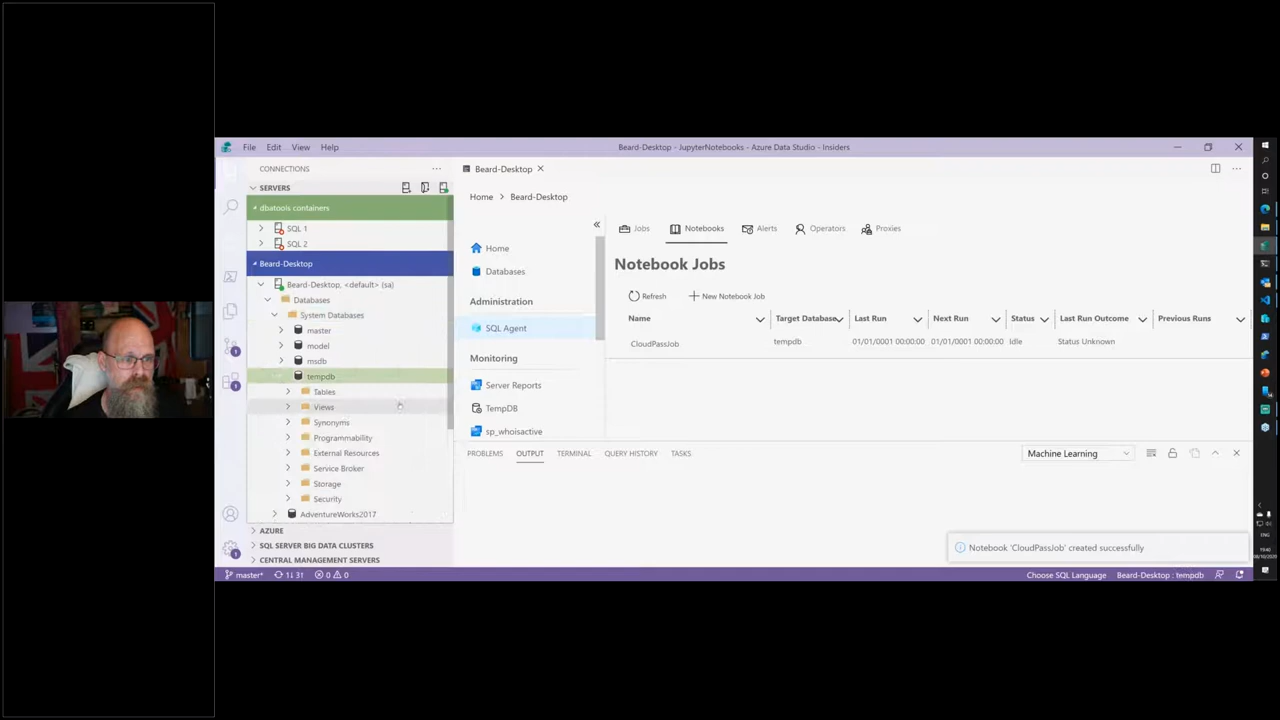 File Edit View Help
Beard-Desktop - JupyterNotebooks - Azure Data Studio - Insiders
CONNECTIONS
SERVERS
dbatools containers
SQL 1
SQL 2
Beard-Desktop
Beard-Desktop, <default> (sa)
Databases
System Databases
master
model
msdb
tempdb
Tables
Views
Synonyms
Programmability
External Resources
Service Broker
Storage
Security
AdventureWorks2017
AZURE
SQL SERVER BIG DATA CLUSTERS
CENTRAL MANAGEMENT SERVERS
Beard-Desktop
Home > Beard-Desktop
Home
Databases
Administration
SQL Agent
Monitoring
Server Reports
TempDB
sp_whoisactive
Jobs Notebooks Alerts Operators Proxies
Notebook Jobs
Refresh New Notebook Job
Name Target Database Last Run Next Run Status Last Run Outcome Previous Runs
CloudPassJob tempdb 01/01/0001 00:00:00 01/01/0001 00:00:00 Idle Status Unknown
PROBLEMS OUTPUT TERMINAL QUERY HISTORY TASKS
Machine Learning
Notebook 'CloudPassJob' created successfully
master* 0 0
Choose SQL Language Beard-Desktop : tempdb
ENG
19:40